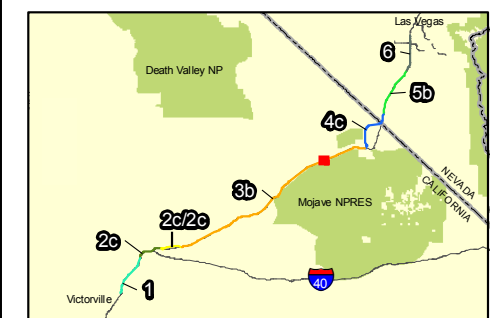 Las Vegas
6
Death Valley NP
5b
4c
NEVADA
CALIFORNIA
3b
Mojave NPRES
2c/2c
2c
40
1
Victorville